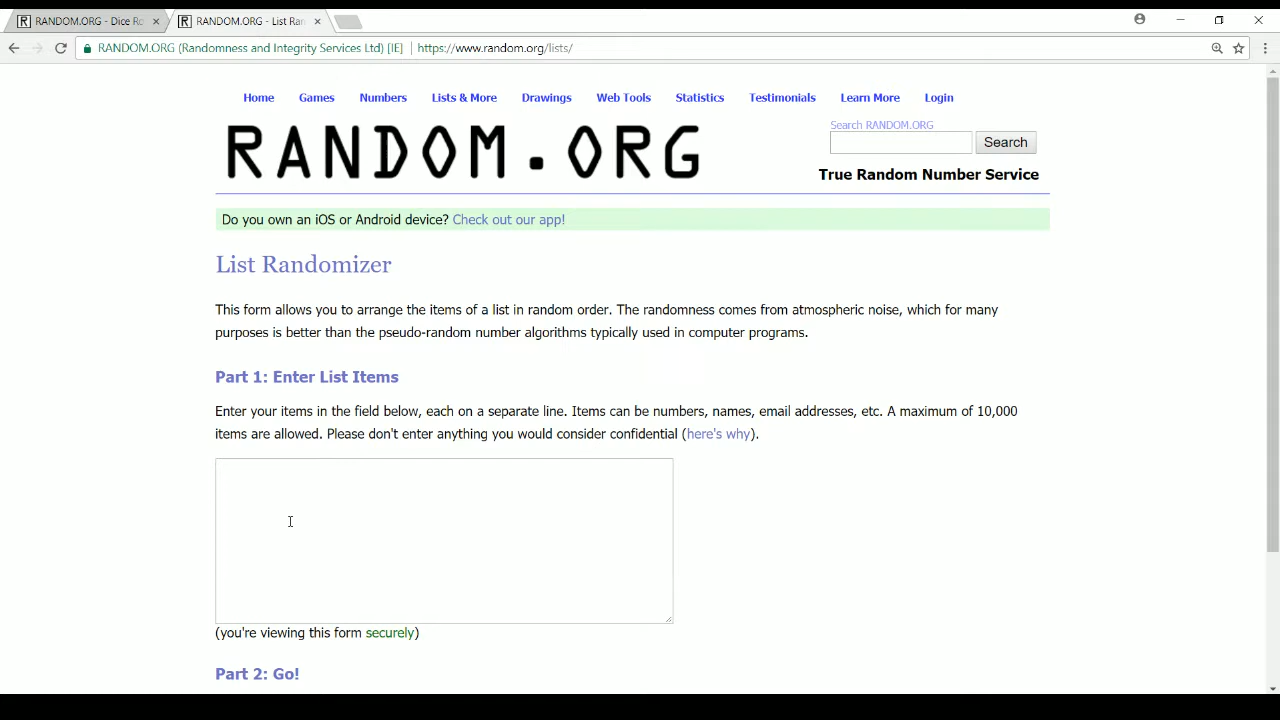 RANDOM.ORG - Dice Ro
RANDOM.ORG - List Ran
RANDOM.ORG (Randomness and Integrity Services Ltd) [IE] https://www.random.org/lists/
Home Games Numbers Lists & More Drawings Web Tools Statistics Testimonials Learn More Login
RANDOM.ORG
Search RANDOM.ORG
Search
True Random Number Service
Do you own an iOS or Android device? Check out our app!
List Randomizer
This form allows you to arrange the items of a list in random order. The randomness comes from atmospheric noise, which for many
purposes is better than the pseudo-random number algorithms typically used in computer programs.
Part 1: Enter List Items
Enter your items in the field below, each on a separate line. Items can be numbers, names, email addresses, etc. A maximum of 10,000
items are allowed. Please don't enter anything you would consider confidential (here's why).
(you're viewing this form securely)
Part 2: Go!